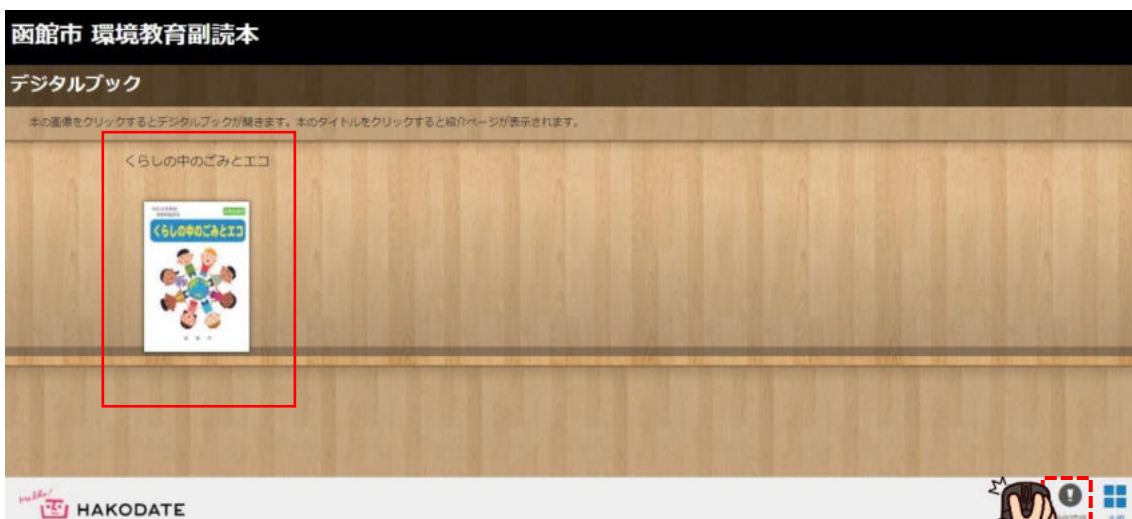 函館市 環境教育副読本
デジタルブック
本の画像をクリックするとデジタルブックが開きます。本のタイトルをクリックすると紹介ページが表示されます。
くらしの中のごみとエコ
くらしの中のごみとエコ
Hello!
HAKODATE